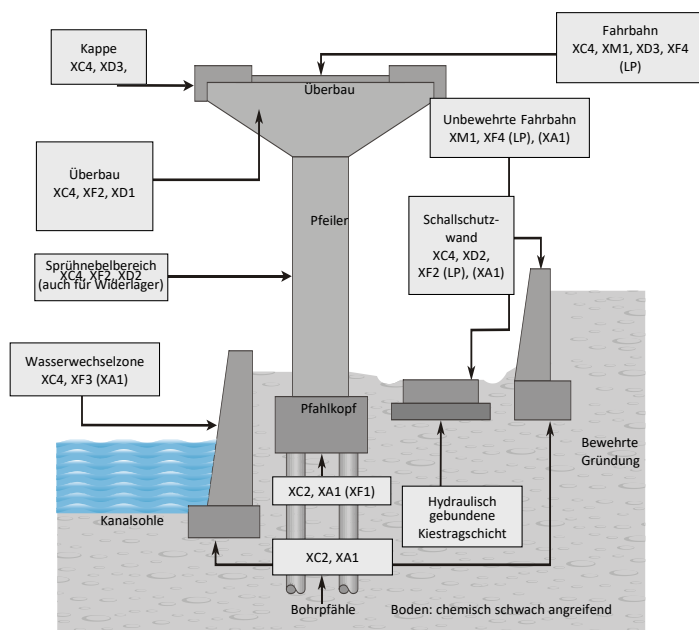 Kappe
XC4, XD3,
Fahrbahn
XC4, XM1, XD3, XF4
(LP)
Überbau
Unbewehrte Fahrbahn
XM1, XF4 (LP), (XA1)
Überbau
XC4, XF2, XD1
Pfeiler
Schallschutz-
wand
XC4, XD2,
XF2 (LP), (XA1)
Sprühnebelbereich
XC4, XF2, XD2
(auch für Widerlager)
Wasserwechselzone
XC4, XF3 (XA1)
Pfahlkopf
Bewehrte
Gründung
XC2, XA1 (XF1)
Hydraulisch
gebundene
Kiestragschicht
Kanalsohle
XC2, XA1
Bohrpfähle
Boden: chemisch schwach angreifend